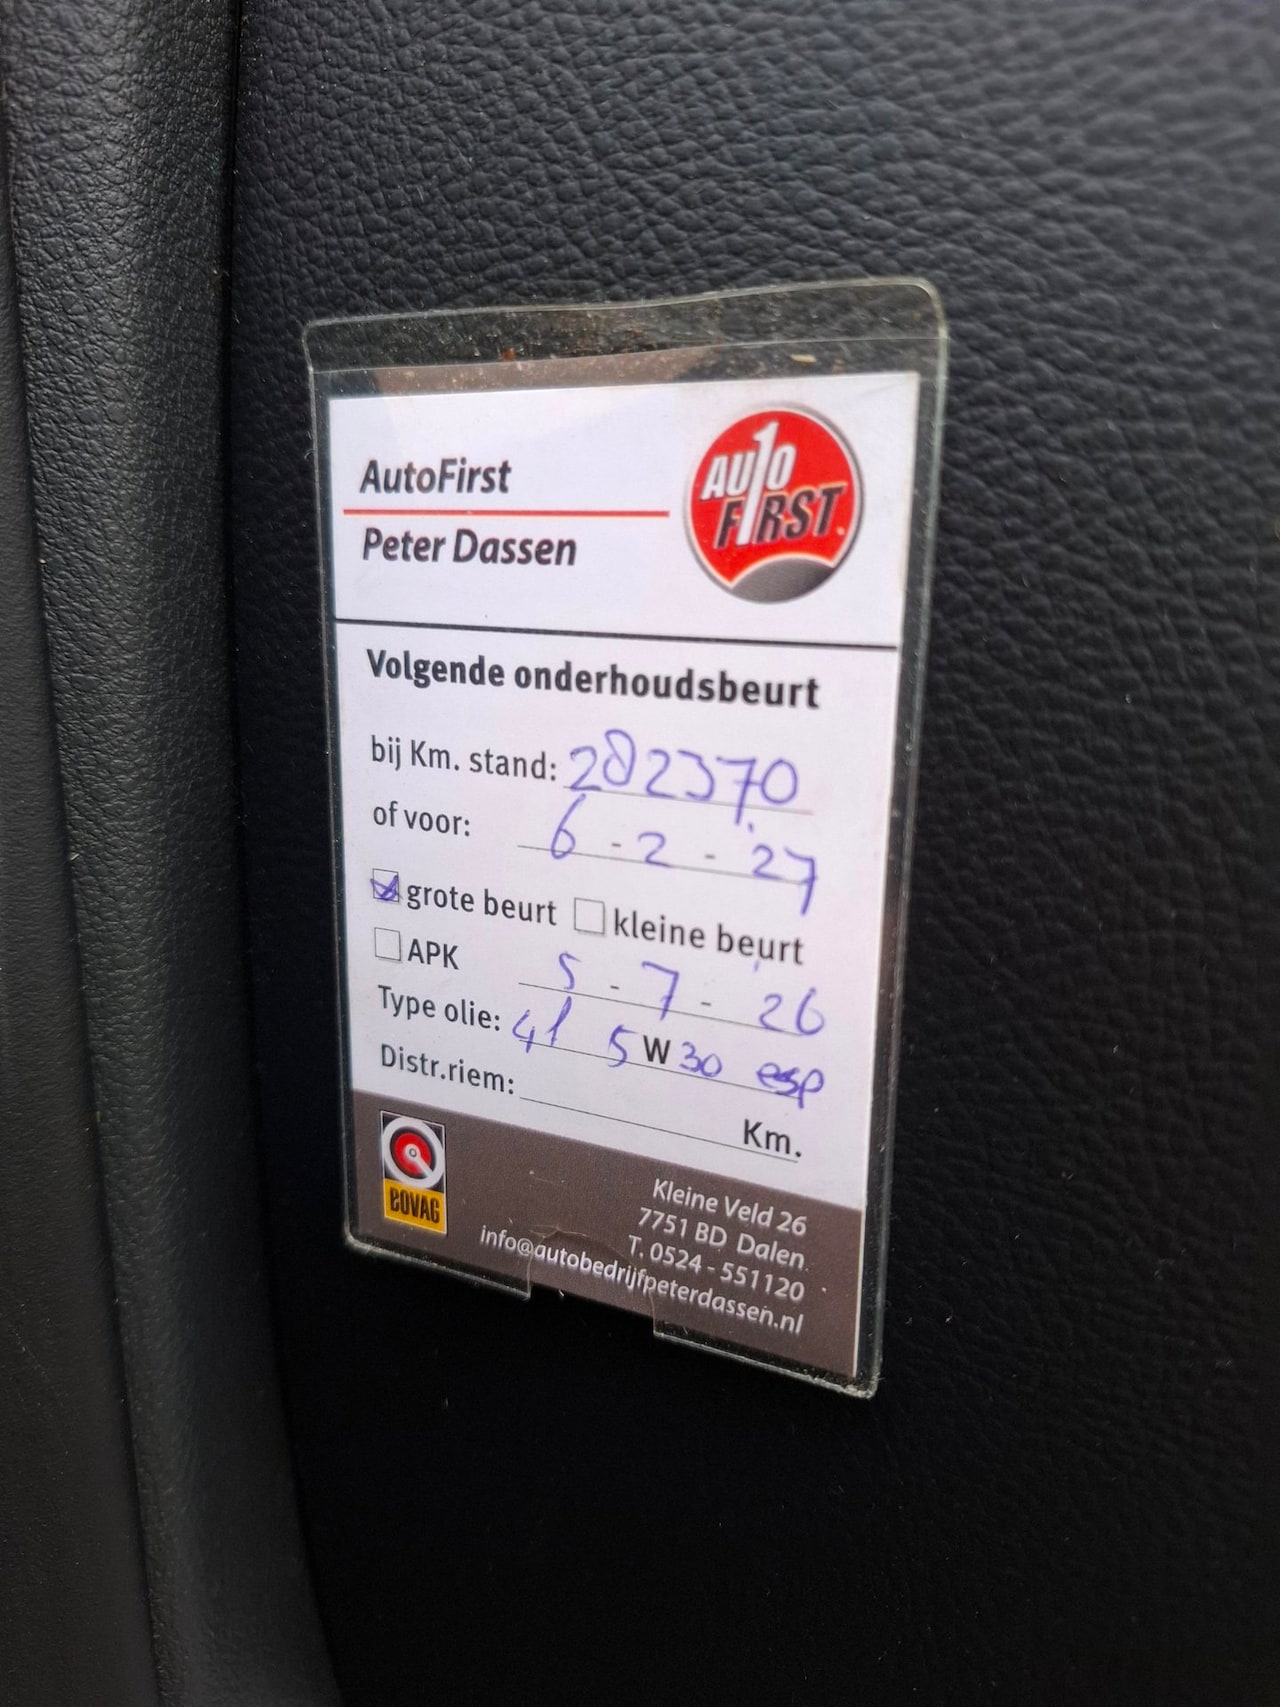 AutoFirst
Peter Dassen
AUTO
FIRST
Volgende onderhoudsbeurt
bij Km. stand: 282370
of voor: 6 - 2 - '27
grote beurt kleine beurt
APK 5 - 7 - '26
Type olie: 4l 5W30 esp
Distr.riem: Km.
BOVAG
Kleine Veld 26
7751 BD Dalen
T. 0524 - 551120
info@autobedrijfpeterdassen.nl